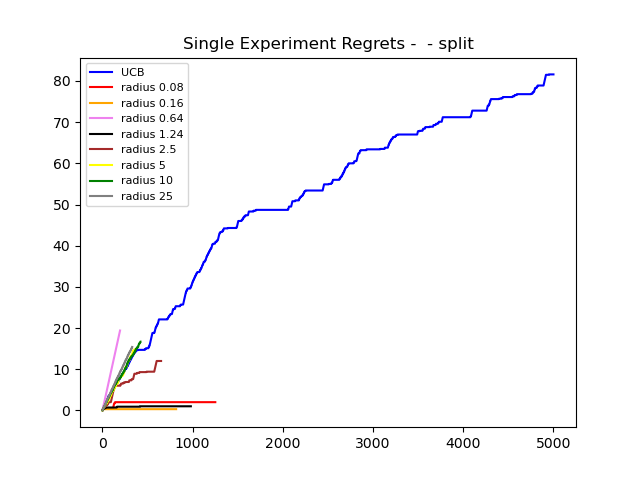 Single Experiment Regrets -  - split
UCB
radius 0.08
radius 0.16
radius 0.64
radius 1.24
radius 2.5
radius 5
radius 10
radius 25
80
70
60
50
40
30
20
10
0
0 1000 2000 3000 4000 5000